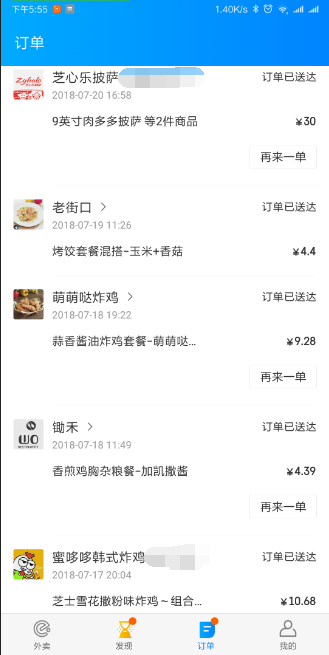 下午5:55
1.40K/s
订单
芝心乐披萨
订单已送达
2018-07-20 16:58
9英寸肉多多披萨 等2件商品
¥30
再来一单
老街口
订单已送达
2018-07-19 11:26
烤饺套餐混搭-玉米+香菇
¥4.4
萌萌哒炸鸡
订单已送达
2018-07-18 19:22
蒜香酱油炸鸡套餐-萌萌哒...
¥9.28
再来一单
锄禾
订单已送达
2018-07-18 11:49
香煎鸡胸杂粮餐-加凯撒酱
¥4.39
再来一单
蜜哆哆韩式炸鸡
订单已送达
2018-07-17 20:04
芝士雪花撒粉味炸鸡～组合...
¥10.68
外卖
发现
订单
我的